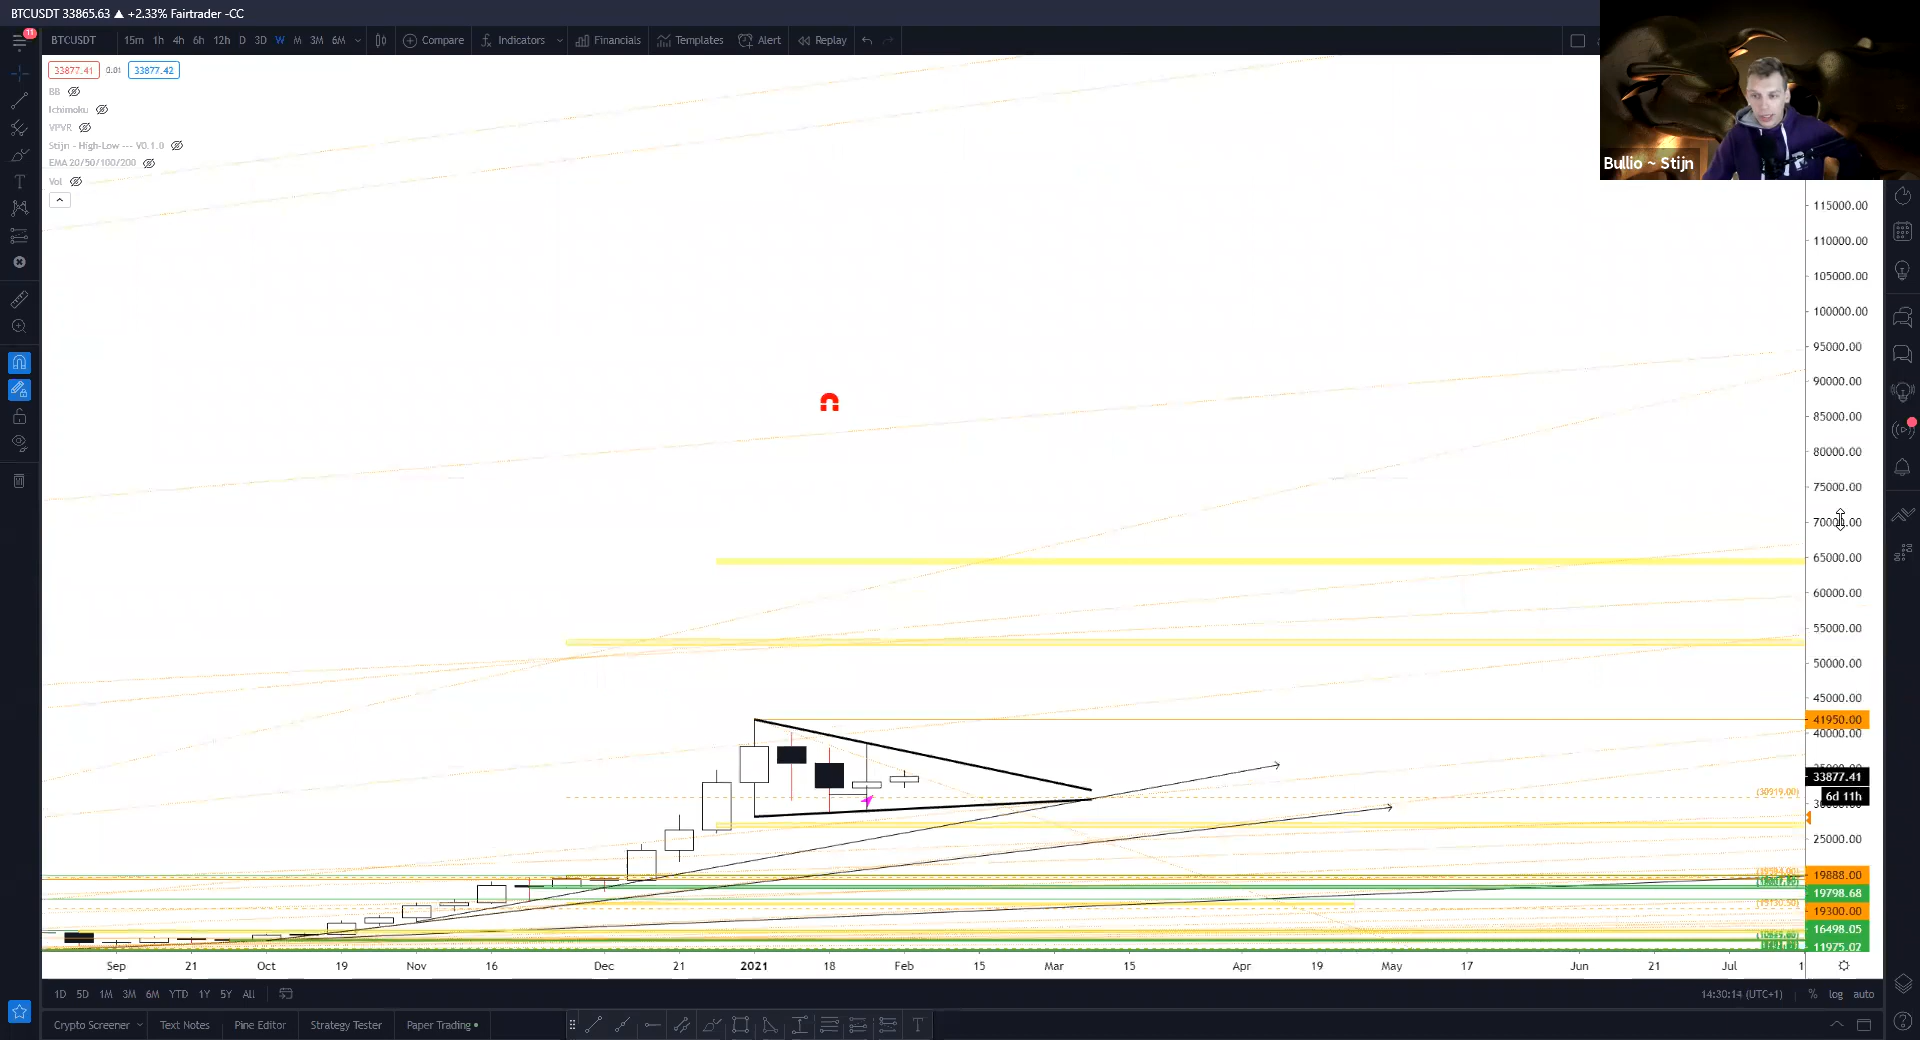 BTCUSDT 33865.63 ▲ +2.33% Fairtrader -CC
11
BTCUSDT 15m 1h 4h 6h 12h D 3D W M 3M 6M Compare Indicators Financials Templates Alert Replay
33877.41 0.01 33877.42
BB
Ichimoku
VPVR
Stijn - High-Low --- V0.1.0
EMA 20/50/100/200
Vol
Bullio ~ Stijn
115000.00
110000.00
105000.00
100000.00
95000.00
90000.00
85000.00
80000.00
75000.00
70000.00
65000.00
60000.00
55000.00
50000.00
45000.00
41950.00
40000.00
33877.41
(30919.00)
6d 11h
25000.00
19888.00
19798.68
19300.00
16498.05
11975.02
Sep 21 Oct 19 Nov 16 Dec 21 2021 18 Feb 15 Mar 15 Apr 19 May 17 Jun 21 Jul 1
1D 5D 1M 3M 6M YTD 1Y 5Y All 14:30:14 (UTC+1) % log auto
Crypto Screener Text Notes Pine Editor Strategy Tester Paper Trading